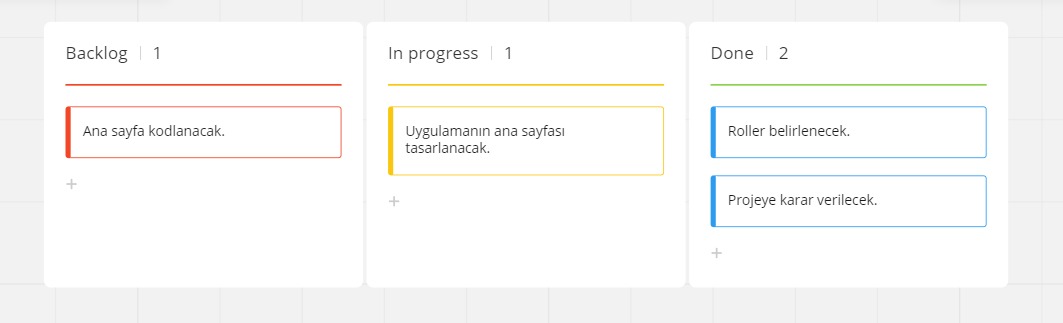 Backlog | 1
Ana sayfa kodlanacak.
+
In progress | 1
Uygulamanın ana sayfası
tasarlanacak.
+
Done | 2
Roller belirlenecek.
Projeye karar verilecek.
+